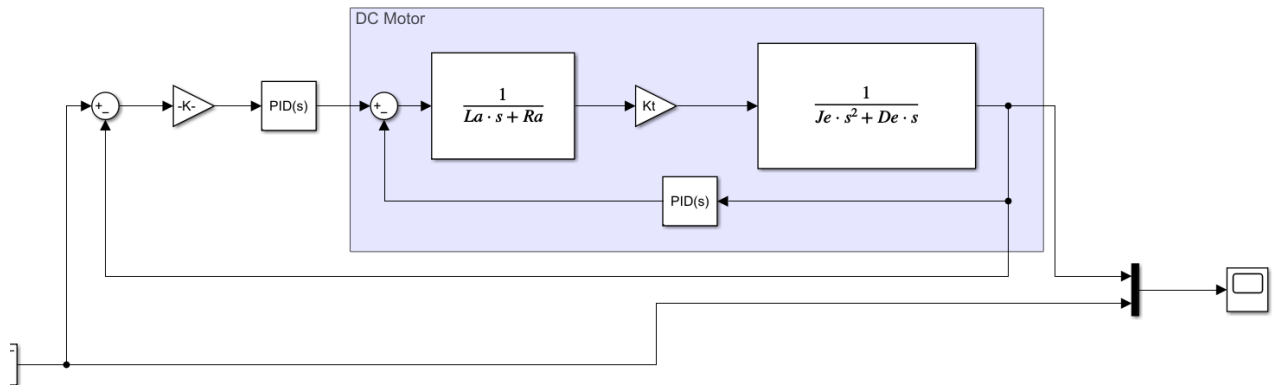 DC Motor
+
−
-K-
PID(s)
+
−
1
La · s + Ra
Kt
1
Je · s² + De · s
PID(s)